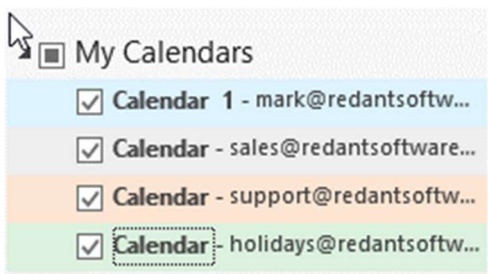 My Calendars
Calendar 1 - mark@redantsoftw...
Calendar - sales@redantsoftware...
Calendar - support@redantsoftw...
Calendar - holidays@redantsoftw...